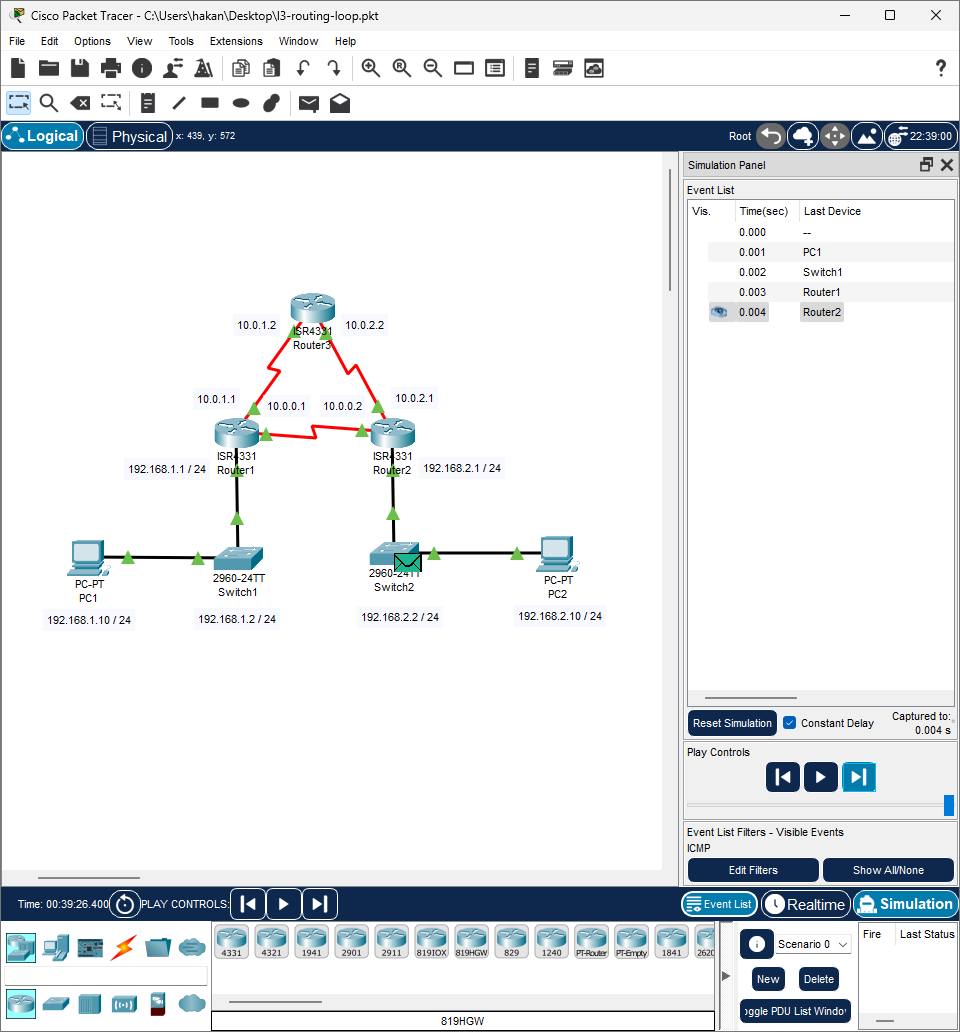 Cisco Packet Tracer - C:\Users\hakan\Desktop\l3-routing-loop.pkt
File Edit Options View Tools Extensions Window Help
Logical Physical x: 439, y: 572 Root 22:39:00
Simulation Panel
Event List
Vis. Time(sec) Last Device
0.000 --
0.001 PC1
0.002 Switch1
0.003 Router1
0.004 Router2
10.0.1.2 10.0.2.2
ISR4331
Router3
10.0.1.1 10.0.0.1 10.0.0.2 10.0.2.1
ISR4331 ISR4331
Router1 Router2
192.168.1.1 / 24 192.168.2.1 / 24
2960-24TT
Switch1
2960-24TT
Switch2
PC-PT
PC1
PC-PT
PC2
192.168.1.10 / 24 192.168.1.2 / 24 192.168.2.2 / 24 192.168.2.10 / 24
Reset Simulation Constant Delay Captured to:
0.004 s
Play Controls
Event List Filters - Visible Events
ICMP
Edit Filters Show All/None
Time: 00:39:26.400 PLAY CONTROLS: Event List Realtime Simulation
4331 4321 1941 2901 2911 819IOX 819HGW 829 1240 PT-Router PT-Empty 1841 2620
819HGW
Scenario 0
New Delete
oggle PDU List Windo
Fire Last Status